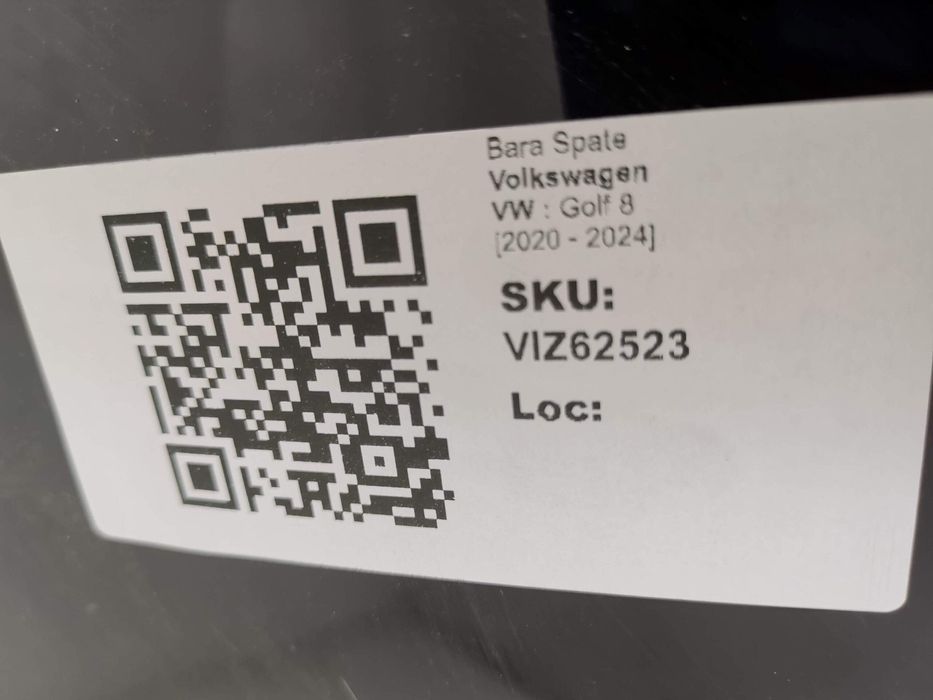 Bara Spate
Volkswagen
VW : Golf 8
[2020 - 2024]
SKU:
VIZ62523
Loc: